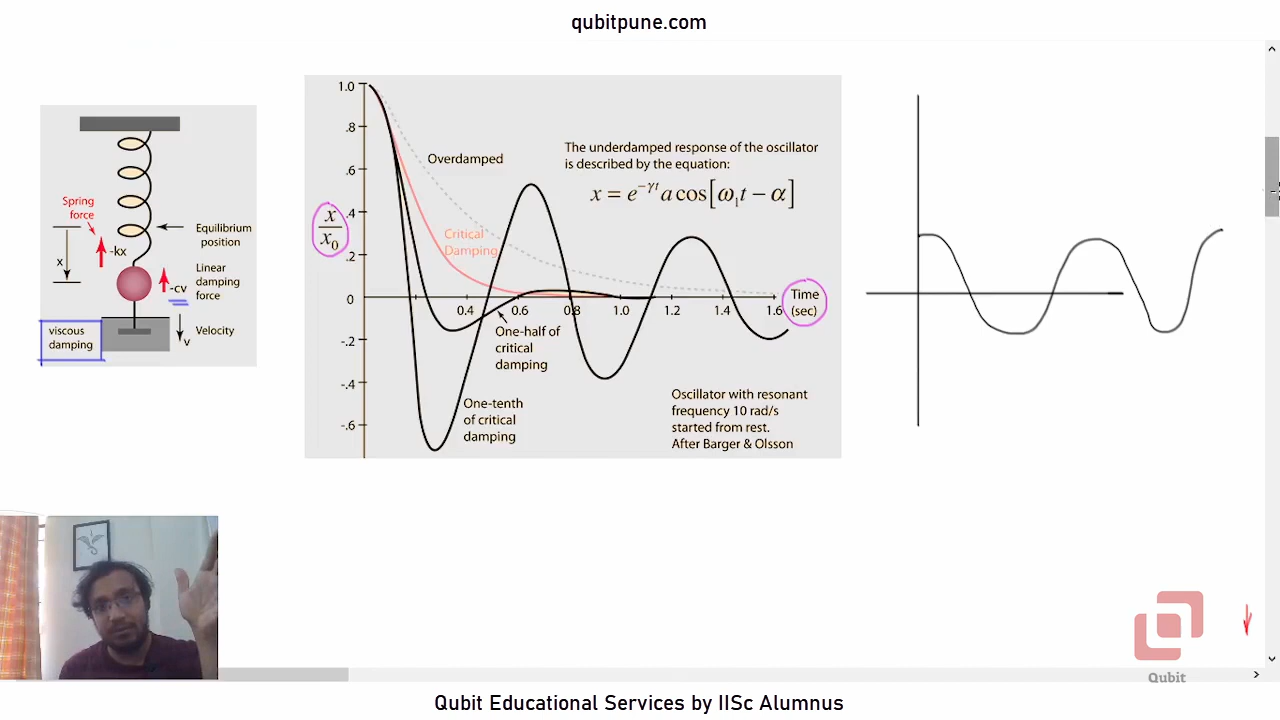 qubitpune.com
Spring
force
-kx
x
Equilibrium
position
Linear
damping
force
-cv
viscous
damping
v
Velocity
1.0
.8
.6
.4
.2
0
-.2
-.4
-.6
x
x₀
Overdamped
Critical
Damping
The underdamped response of the oscillator
is described by the equation:
x = e^−γt a cos[ω₁t − α]
0.4 0.6 0.8 1.0 1.2 1.4 1.6
Time
(sec)
One-half of
critical
damping
One-tenth
of critical
damping
Oscillator with resonant
frequency 10 rad/s
started from rest.
After Barger & Olsson
Qubit
Qubit Educational Services by IISc Alumnus